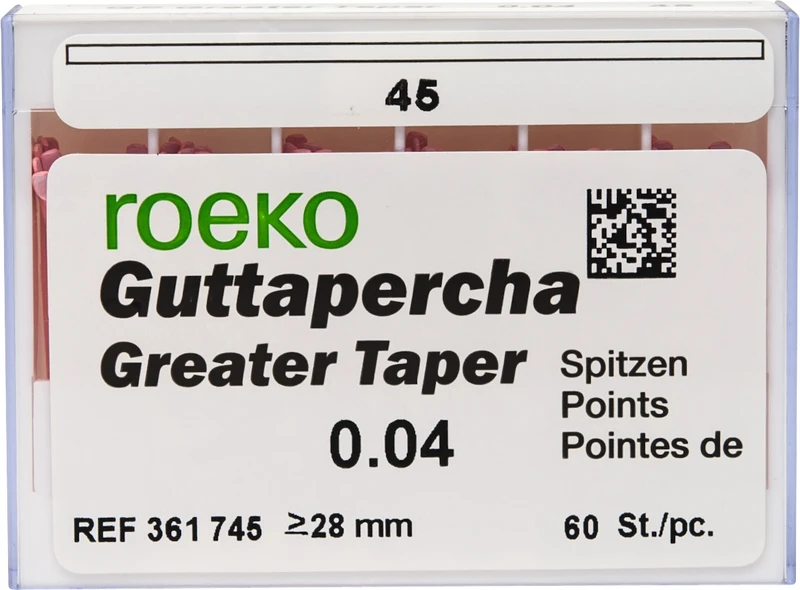 45
roeko
Guttapercha
Greater Taper
Spitzen
Points
Pointes de
0.04
REF 361 745 ≥28 mm 60 St./pc.